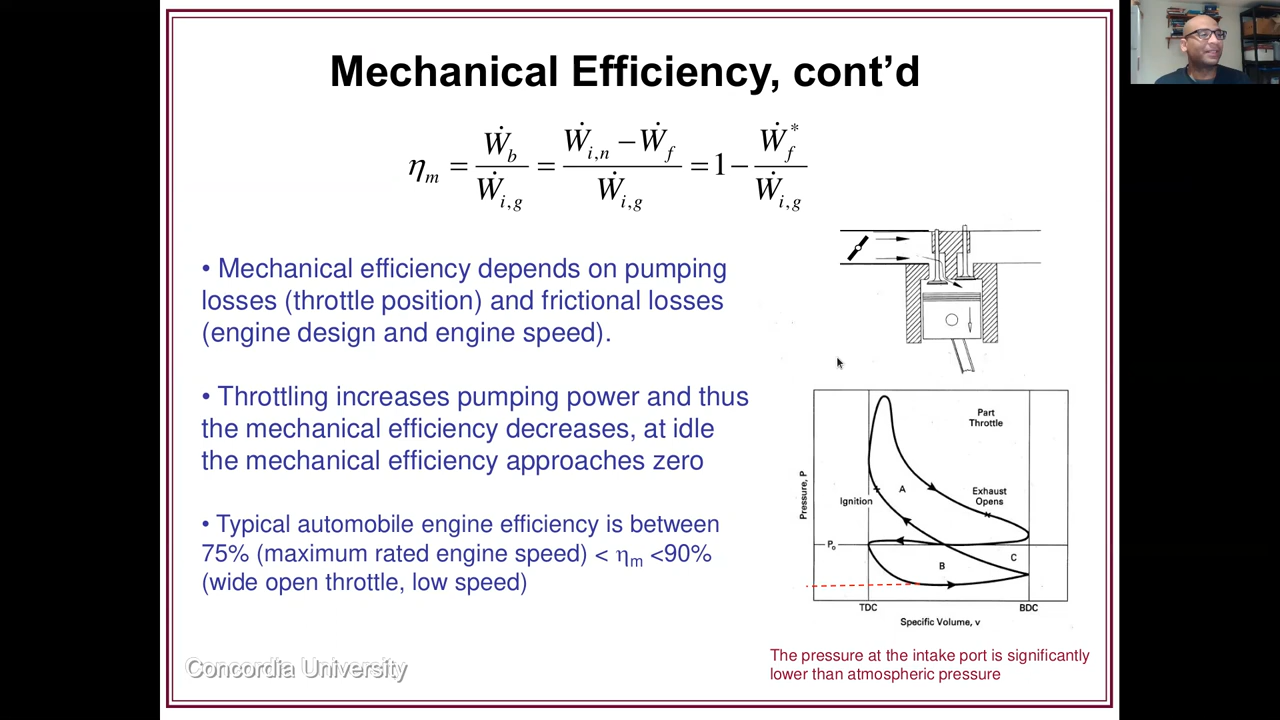 Mechanical Efficiency, cont'd
η_m = Ẇ_b / Ẇ_{i,g} = (Ẇ_{i,n} − Ẇ_f) / Ẇ_{i,g} = 1 − Ẇ_f^* / Ẇ_{i,g}
• Mechanical efficiency depends on pumping
losses (throttle position) and frictional losses
(engine design and engine speed).
• Throttling increases pumping power and thus
the mechanical efficiency decreases, at idle
the mechanical efficiency approaches zero
• Typical automobile engine efficiency is between
75% (maximum rated engine speed) < η_m <90%
(wide open throttle, low speed)
Part
Throttle
Pressure, P
Ignition
A
Exhaust
Opens
P_o
B
C
TDC
BDC
Specific Volume, v
The pressure at the intake port is significantly
lower than atmospheric pressure
Concordia University